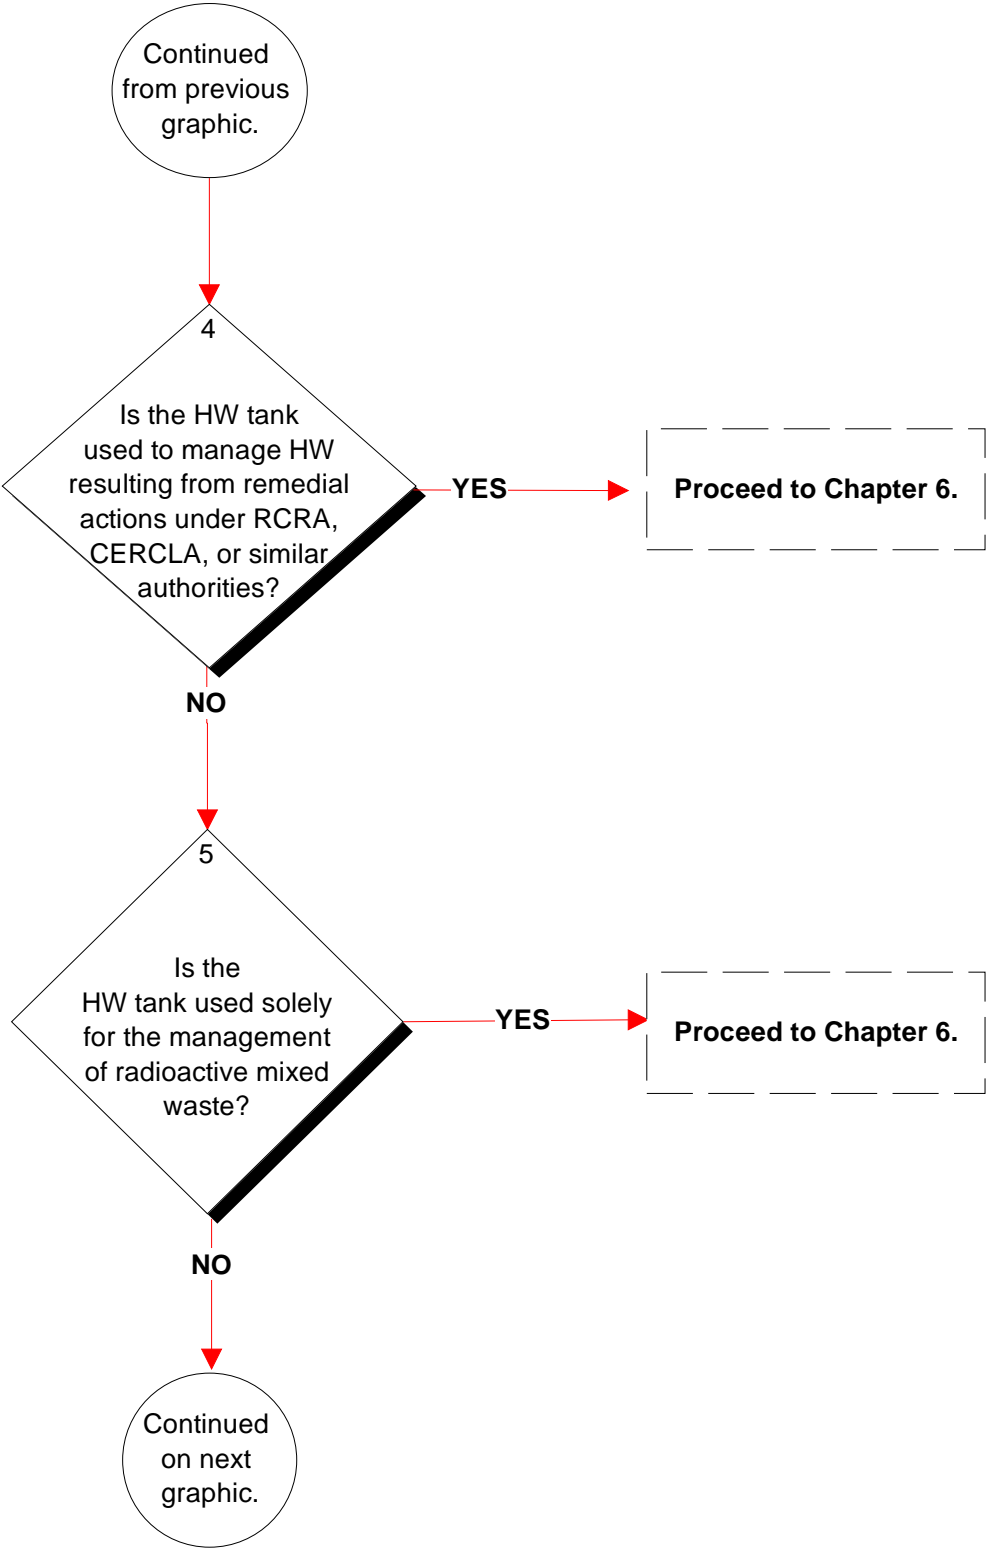 Continued
from previous
graphic.
4
Is the HW tank
used to manage HW
resulting from remedial
actions under RCRA,
CERCLA, or similar
authorities?
YES
Proceed to Chapter 6.
NO
5
Is the
HW tank used solely
for the management
of radioactive mixed
waste?
YES
Proceed to Chapter 6.
NO
Continued
on next
graphic.